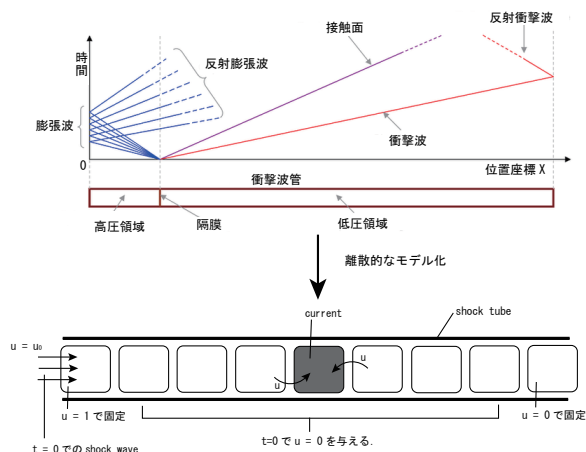 反射衝撃波
接触面
時間
反射膨張波
膨張波
衝撃波
0
位置座標 X
衝撃波管
高圧領域
隔膜
低圧領域
離散的なモデル化
current
shock tube
u = u₀
u
u
u = 1 で固定
u = 0 で固定
t=0 で u = 0 を与える.
t = 0 での shock wave